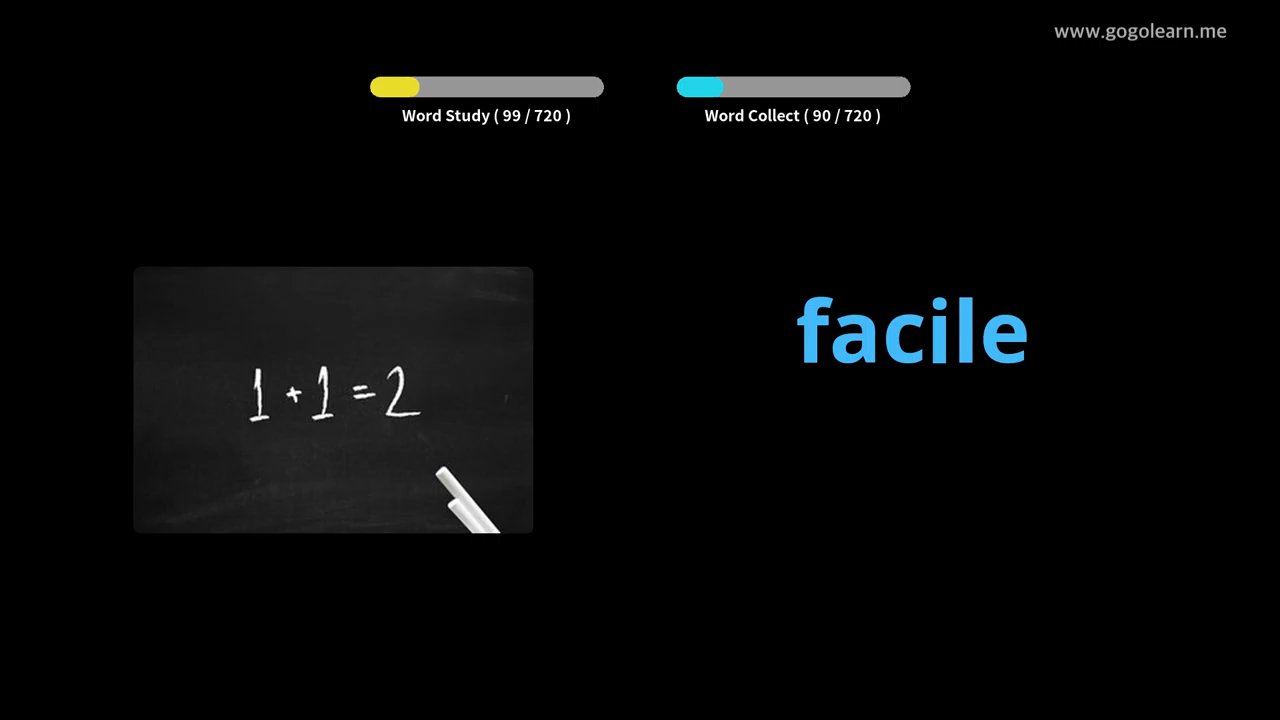 www.gogolearn.me
Word Study ( 99 / 720 )
Word Collect ( 90 / 720 )
facile
1 + 1 = 2